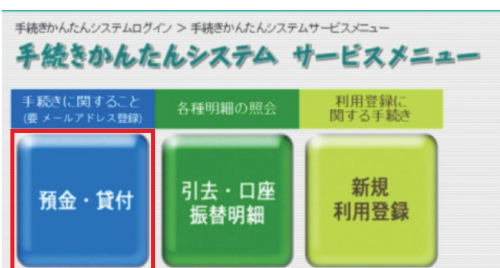 手続きかんたんシステムログイン > 手続きかんたんシステムサービスメニュー
手続きかんたんシステム サービスメニュー
手続きに関すること
(要 メールアドレス登録)
各種明細の照会
利用登録に
関する手続き
預金・貸付
引去・口座
振替明細
新規
利用登録